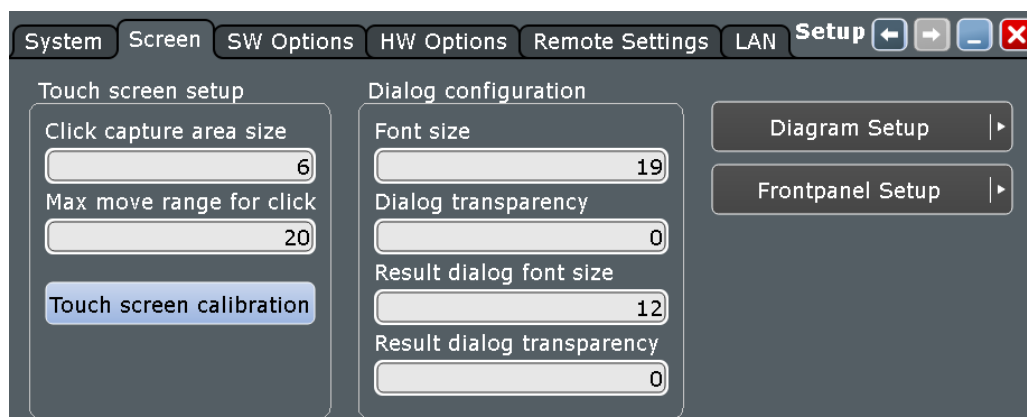 System Screen SW Options HW Options Remote Settings LAN Setup
Touch screen setup
Click capture area size
6
Max move range for click
20
Touch screen calibration
Dialog configuration
Font size
19
Dialog transparency
0
Result dialog font size
12
Result dialog transparency
0
Diagram Setup
Frontpanel Setup